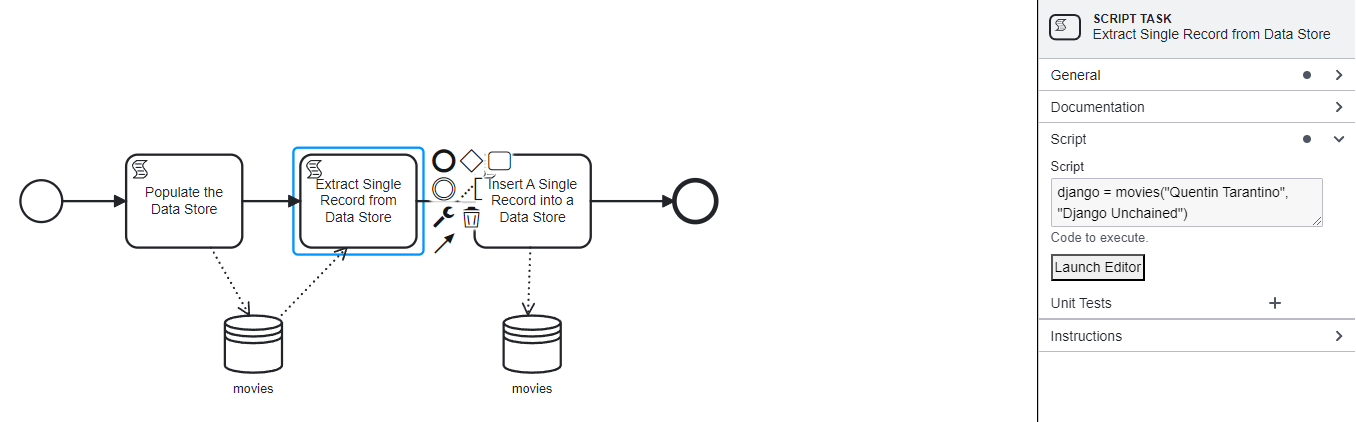 Populate the
Data Store
Extract Single
Record from
Data Store
Insert A Single
Record into a
Data Store
movies
movies
SCRIPT TASK
Extract Single Record from Data Store
General
Documentation
Script
Script
django = movies("Quentin Tarantino",
"Django Unchained")
Code to execute.
Launch Editor
Unit Tests
Instructions